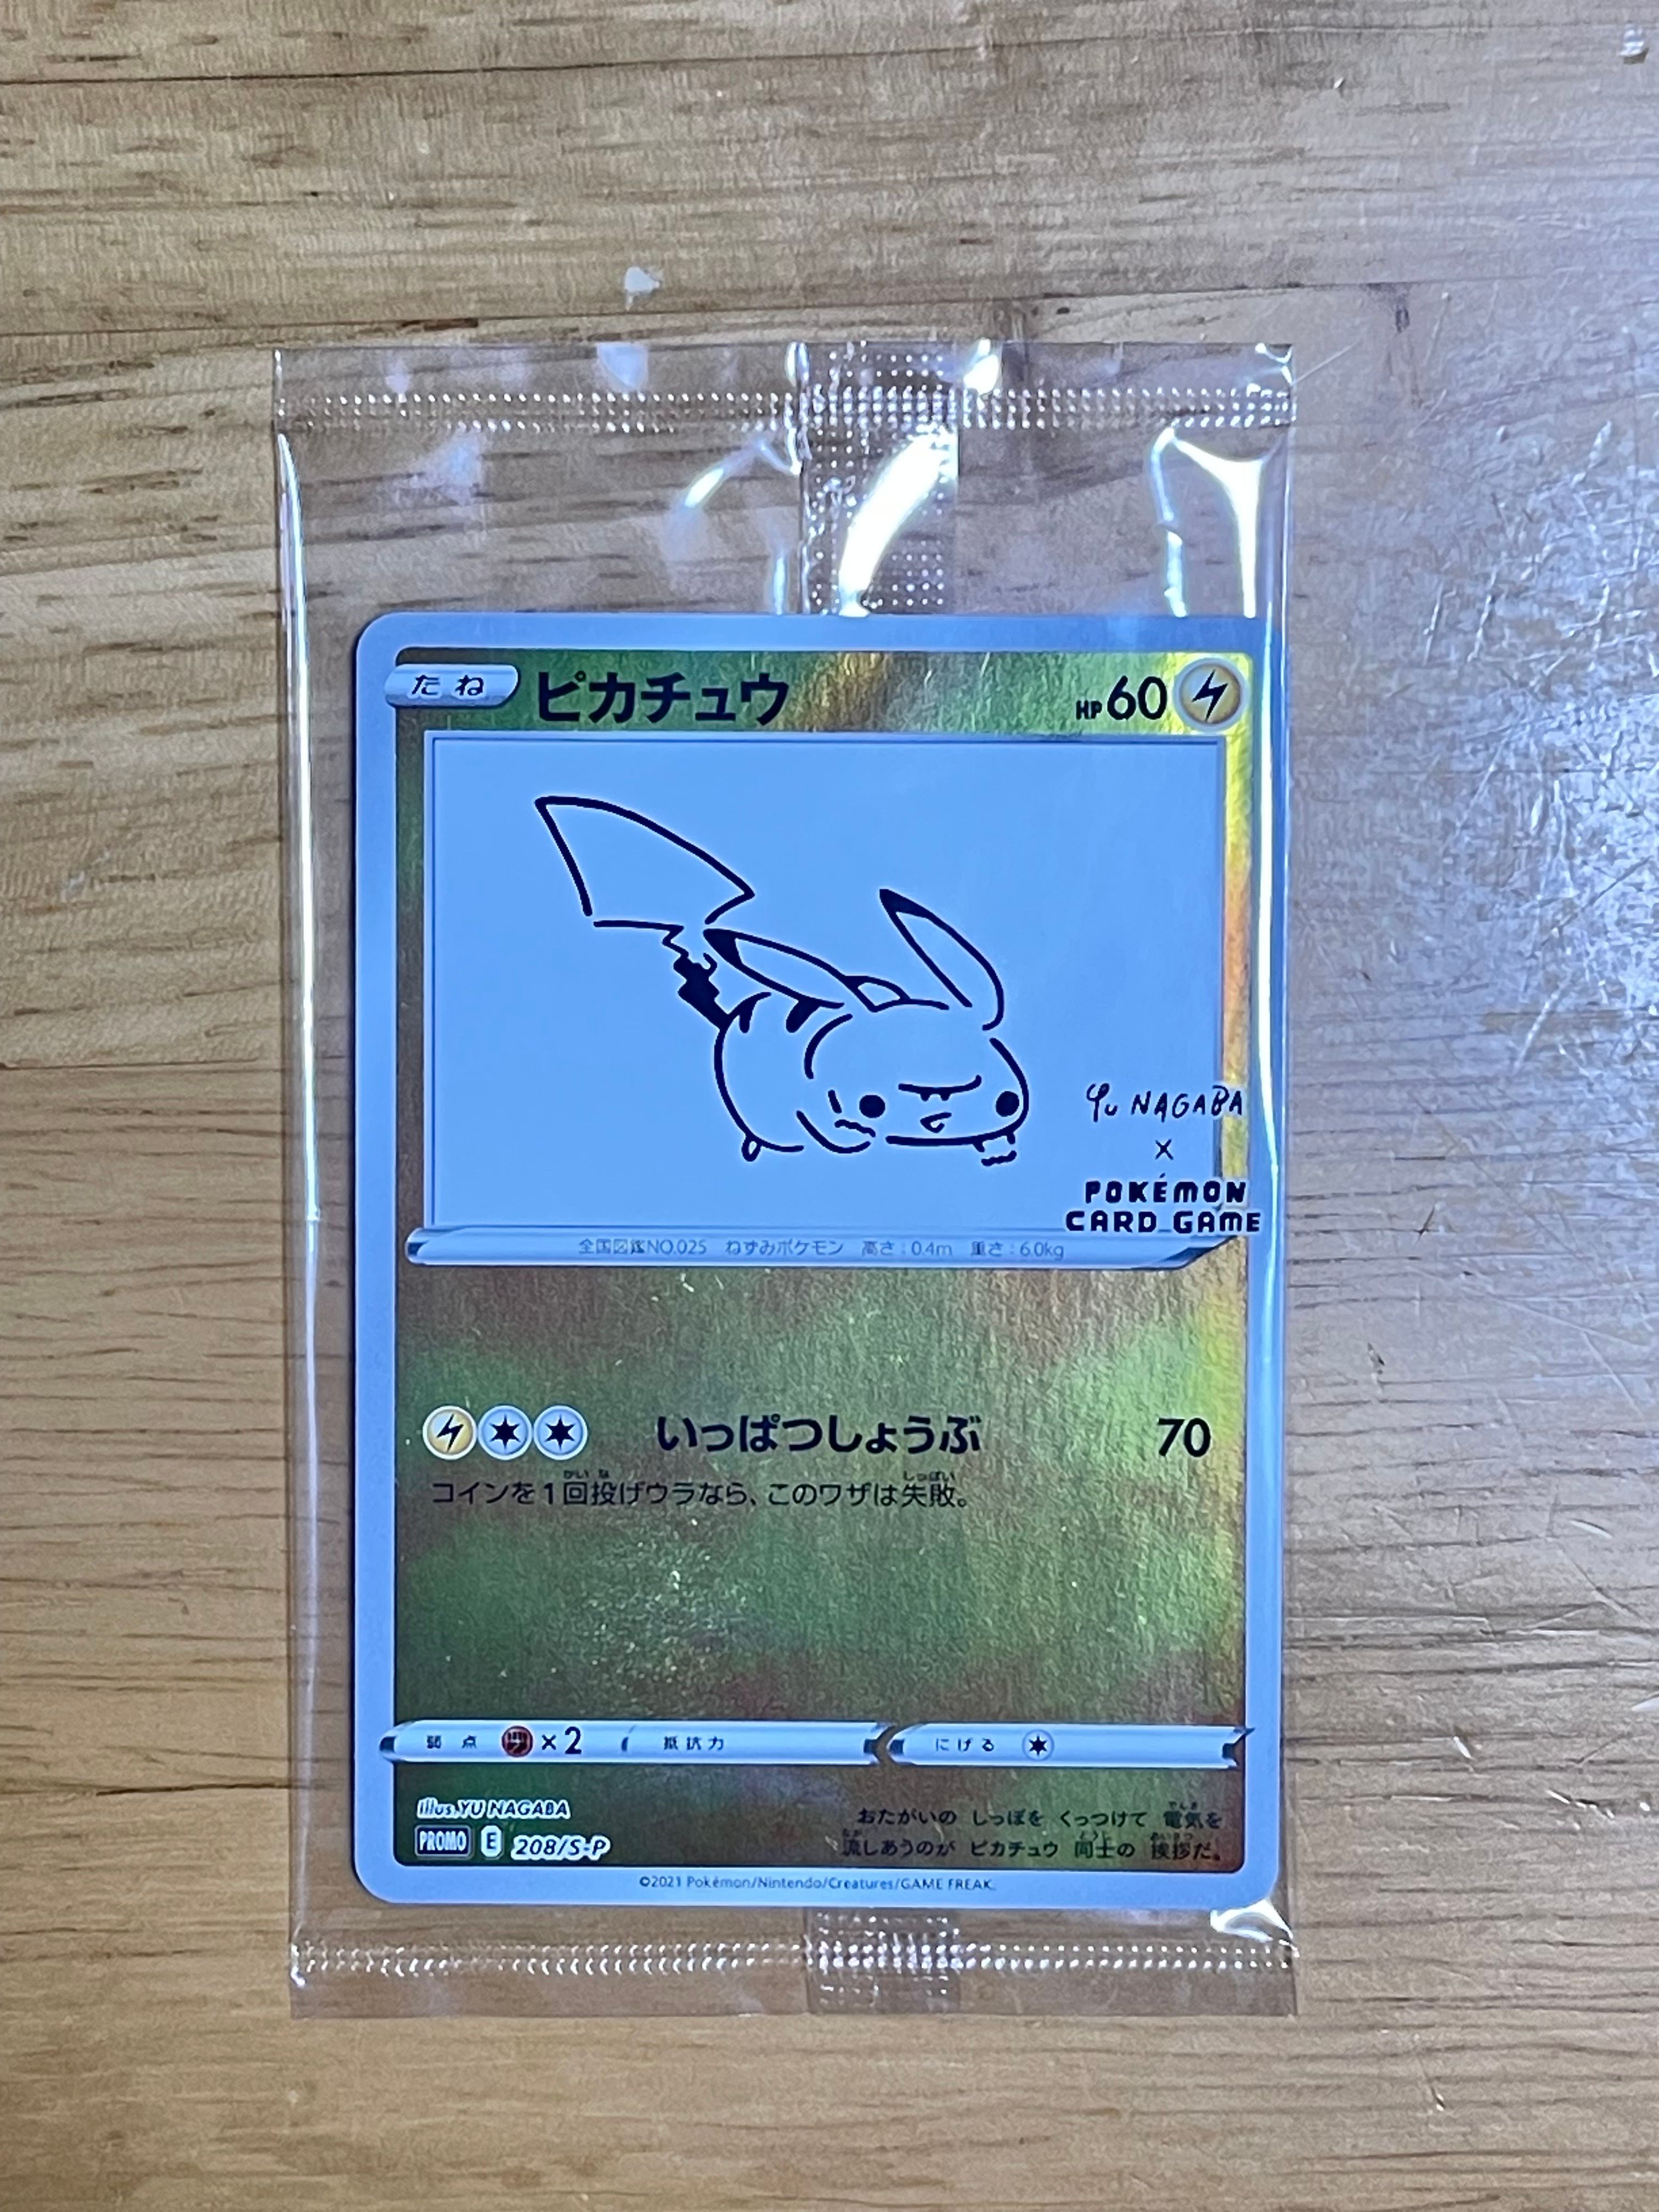 たね ピカチュウ HP60
Yu NAGABA
×
POKÉMON
CARD GAME
全国図鑑NO.025 ねずみポケモン 高さ：0.4m 重さ：6.0kg
いっぱつしょうぶ 70
コインを1回投げウラなら、このワザは失敗。
弱点 ×2 抵抗力 にげる
illus.YU NAGABA
PROMO E 208/S-P
おたがいの しっぽを くっつけて 電気を
流しあうのが ピカチュウ 同士の 挨拶だ。
©2021 Pokémon/Nintendo/Creatures/GAME FREAK.